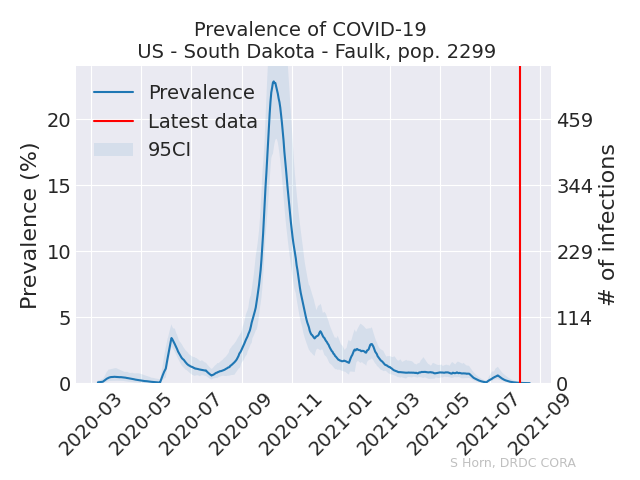 Prevalence of COVID-19
US - South Dakota - Faulk, pop. 2299
Prevalence
Latest data
95CI
Prevalence (%)
0
5
10
15
20
# of infections
0
114
229
344
459
2020-03
2020-05
2020-07
2020-09
2020-11
2021-01
2021-03
2021-05
2021-07
2021-09
S Horn, DRDC CORA